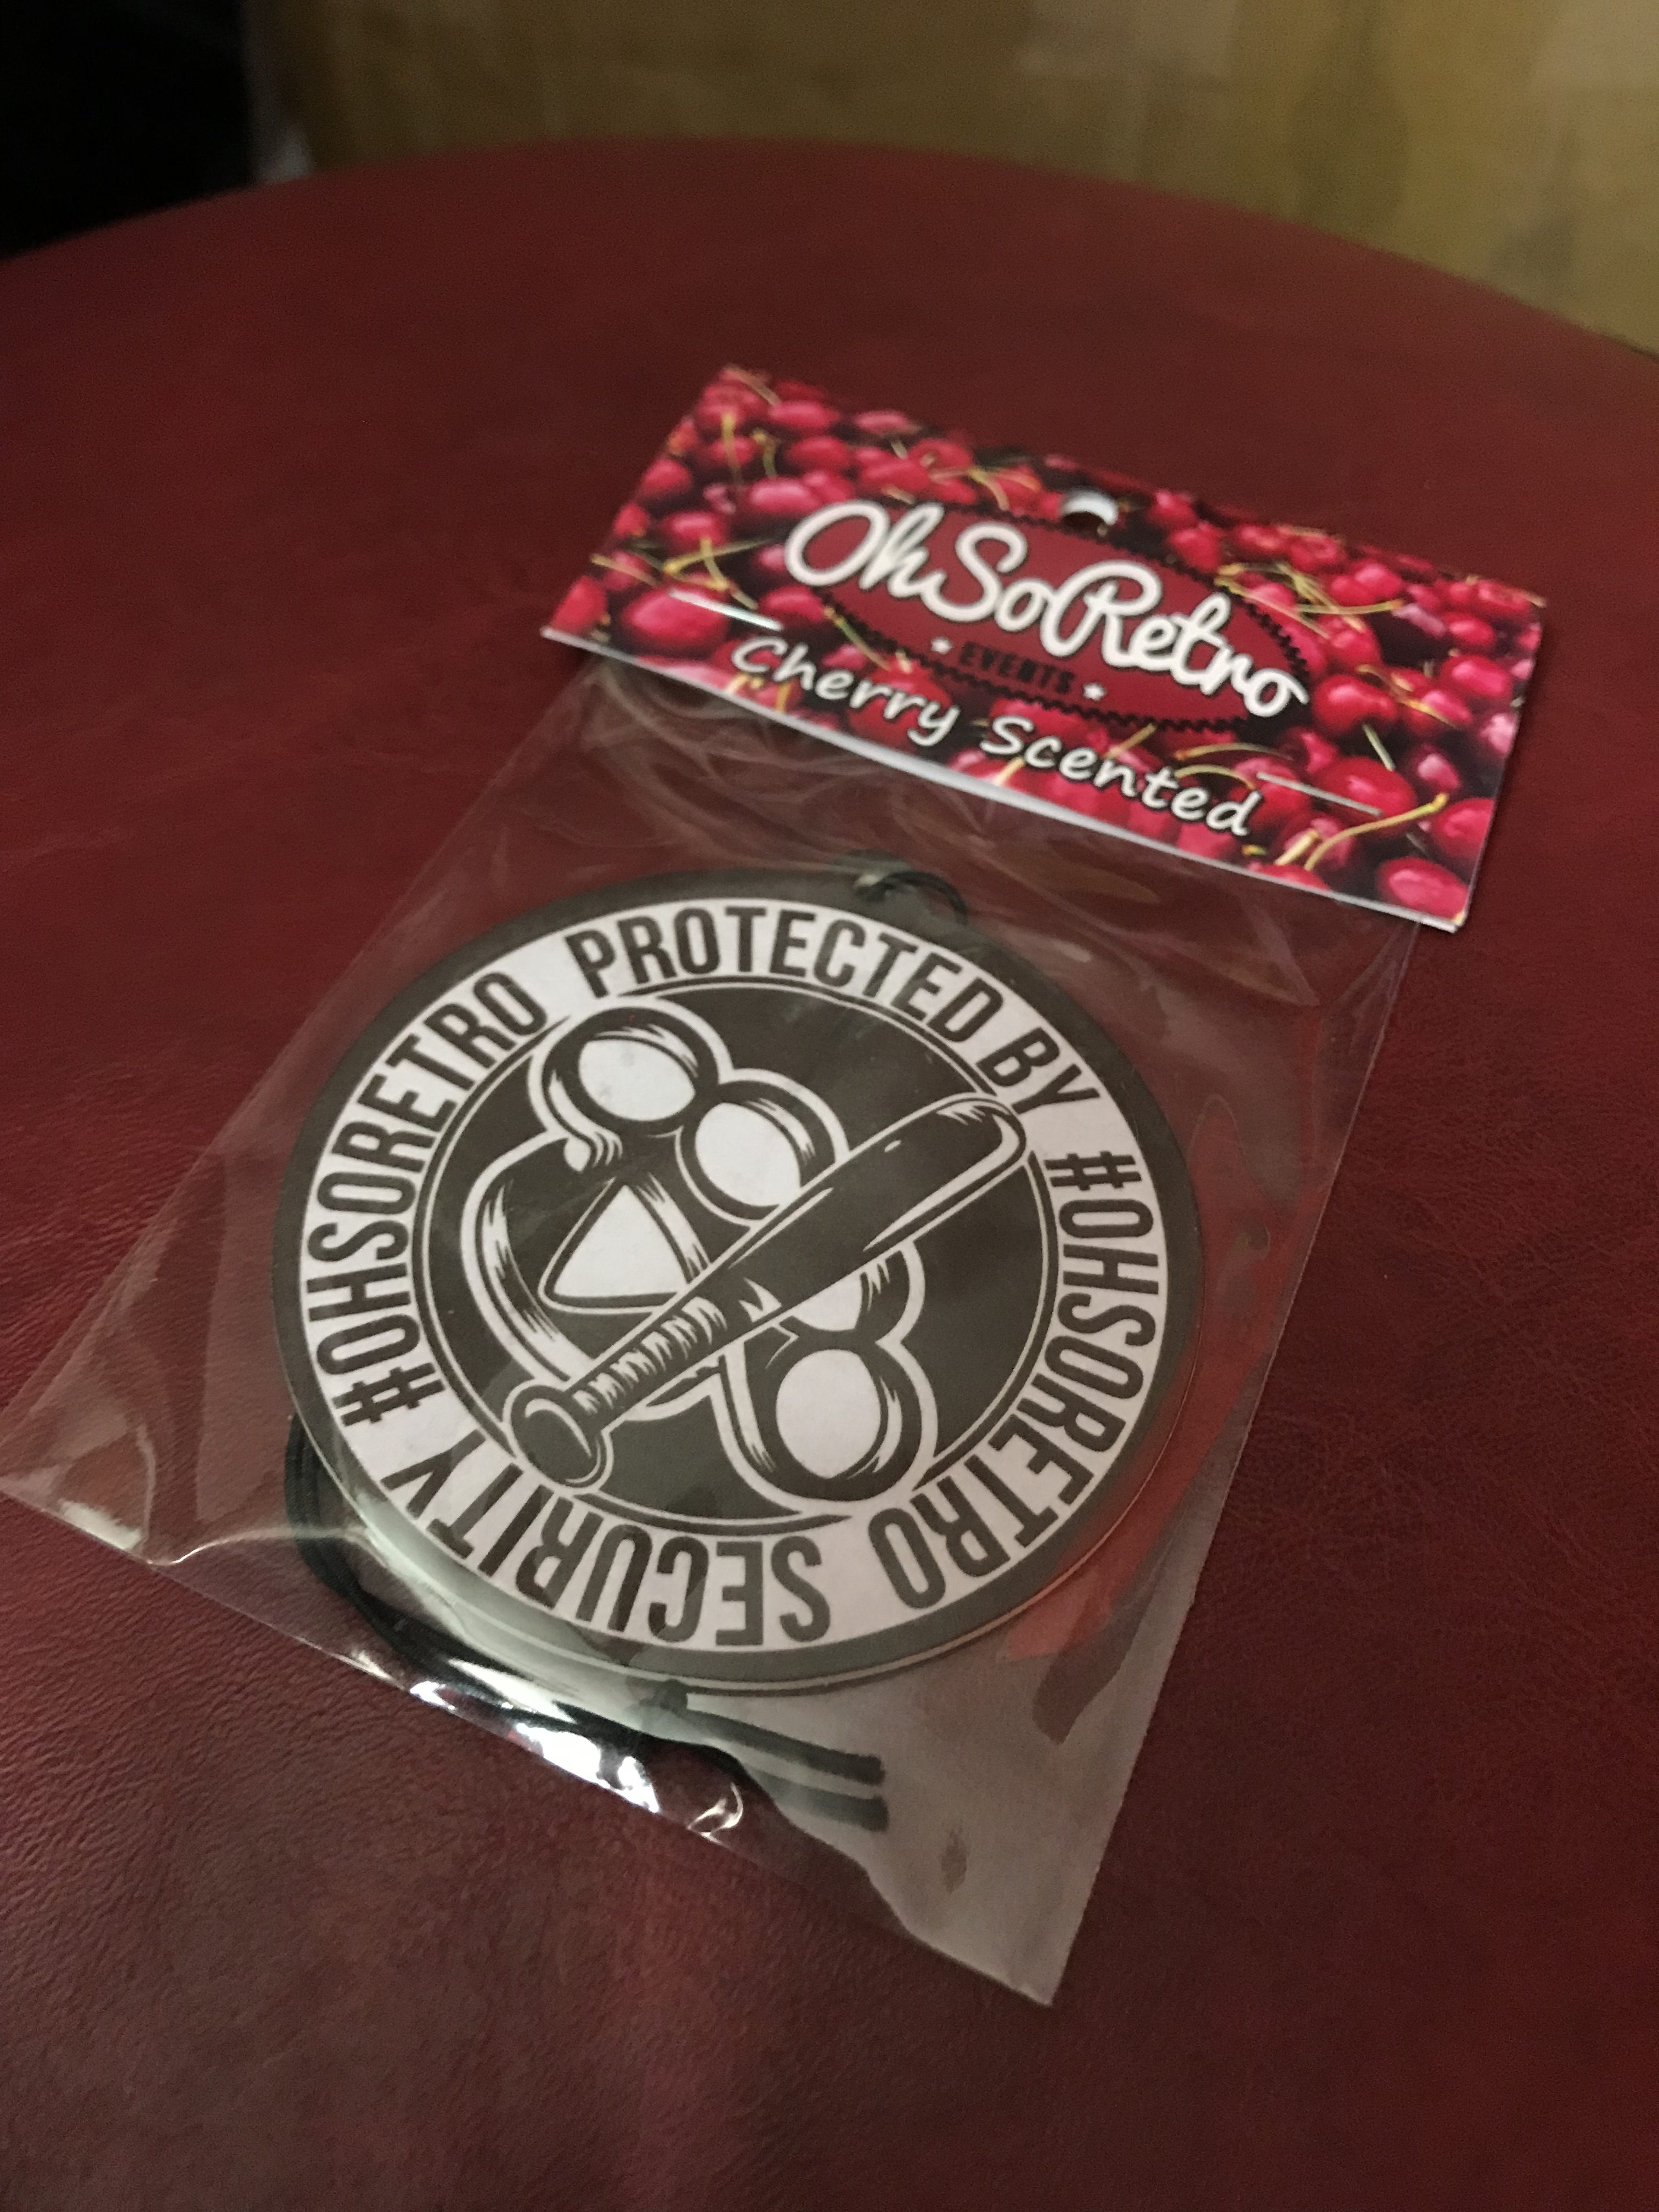 OhSoRetro
EVENTS
Cherry Scented
PROTECTED BY
#OHSORETRO
SECURITY
#OHSORETRO